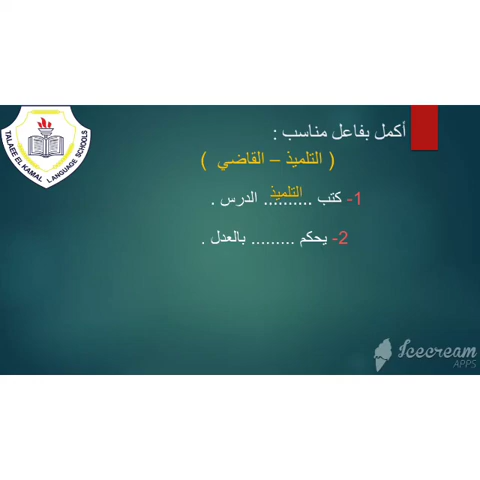 أكمل بفاعل مناسب :
( التلميذ – القاضي )
1- كتب ..التلميذ.. الدرس .
2- يحكم ......... بالعدل .
TALAEE EL KAMAL LANGUAGE SCHOOLS
Icecream
APPS